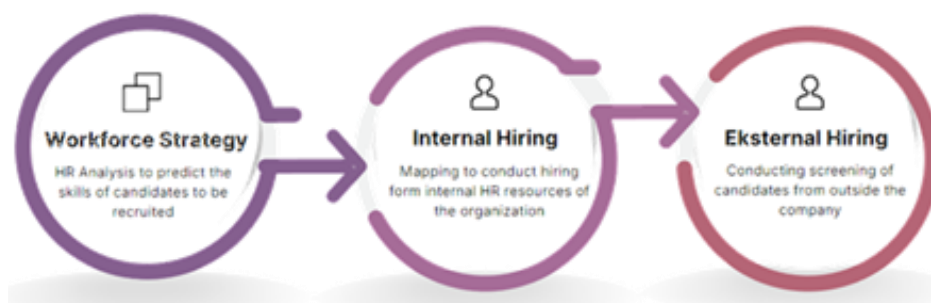 Workforce Strategy
HR Analysis to predict the
skills of candidates to be
recruited
Internal Hiring
Mapping to conduct hiring
form internal HR resources of
the organization
Eksternal Hiring
Conducting screening of
candidates from outside the
company